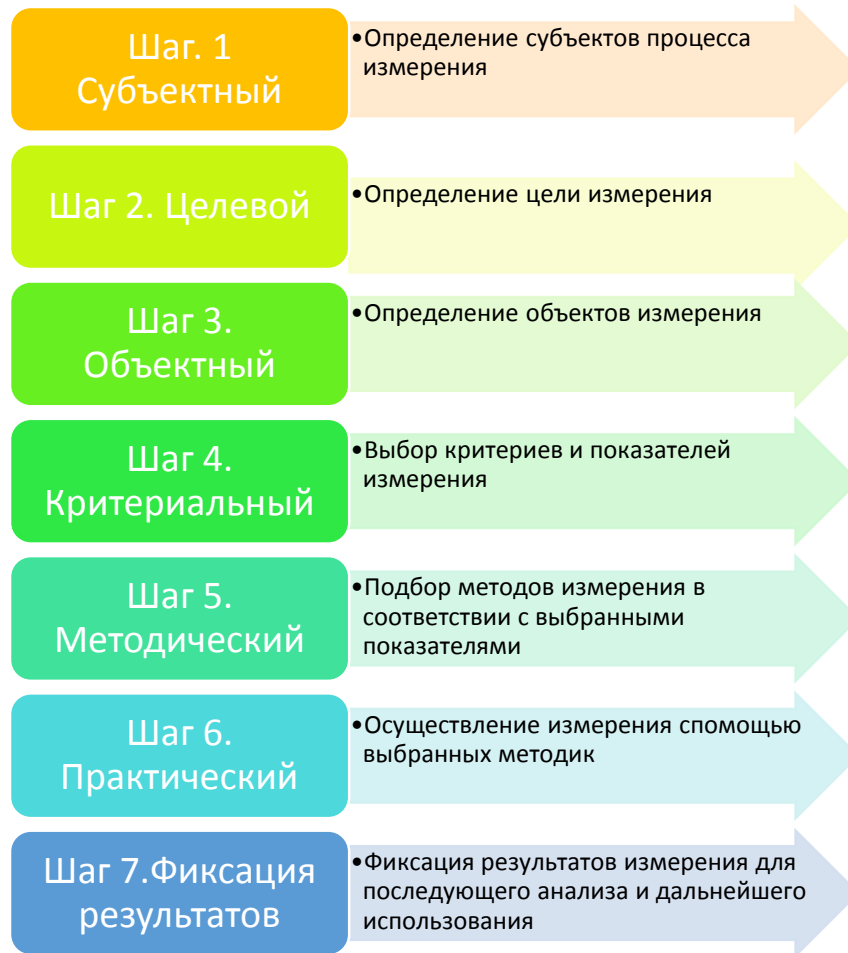 Шаг. 1
Субъектный
•Определение субъектов процесса
измерения
Шаг 2. Целевой
•Определение цели измерения
Шаг 3.
Объектный
•Определение объектов измерения
Шаг 4.
Критериальный
•Выбор критериев и показателей
измерения
Шаг 5.
Методический
•Подбор методов измерения в
соответствии с выбранными
показателями
Шаг 6.
Практический
•Осуществление измерения спомощью
выбранных методик
Шаг 7.Фиксация
результатов
•Фиксация результатов измерения для
последующего анализа и дальнейшего
использования